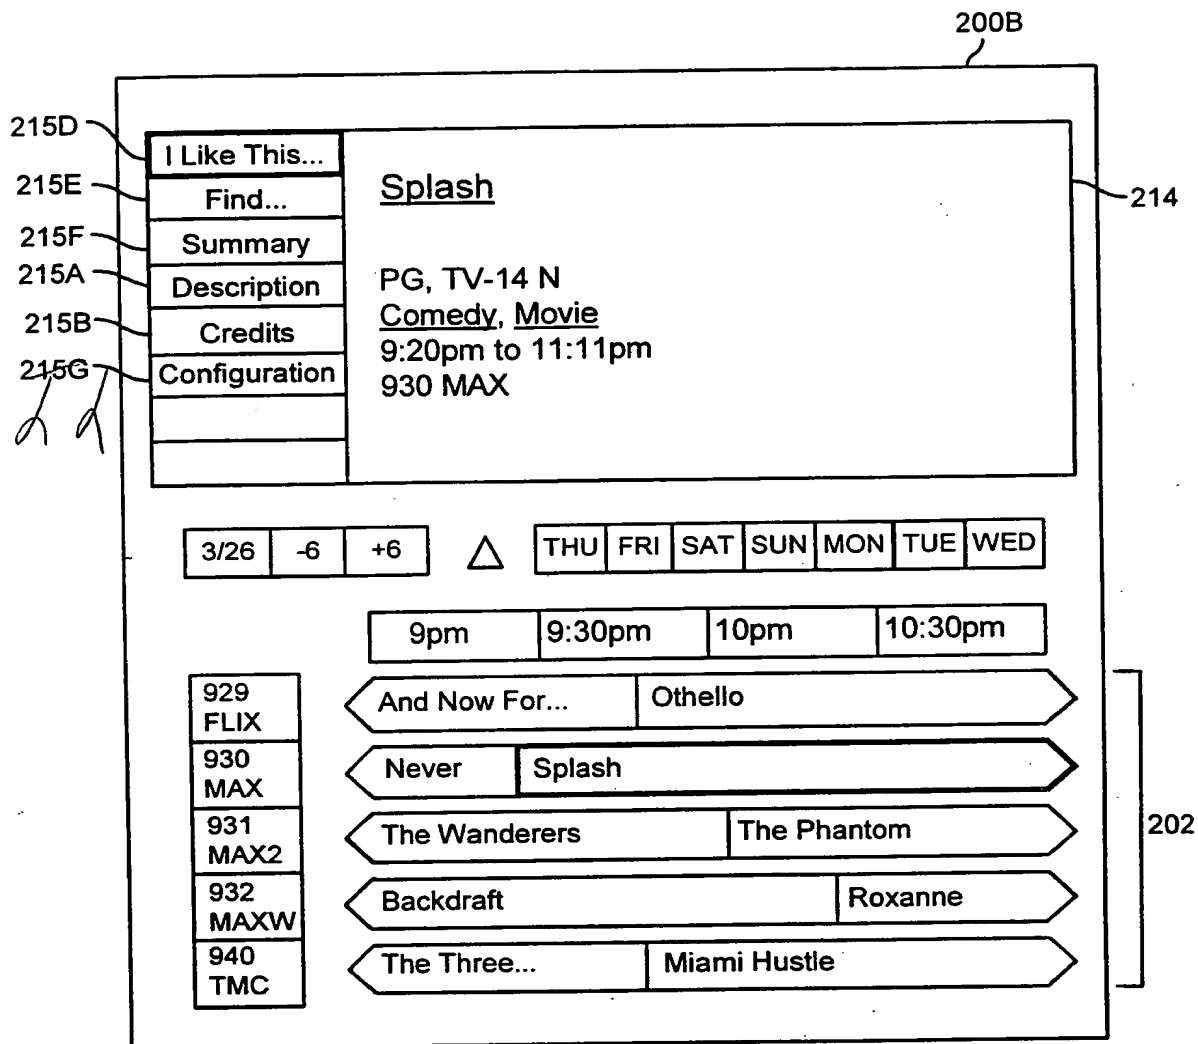 200B
215D
I Like This...
215E
Find...
Splash
214
215F
Summary
215A
Description
PG, TV-14 N
215B
Credits
Comedy, Movie
9:20pm to 11:11pm
215G
Configuration
930 MAX
3/26 -6 +6 THU FRI SAT SUN MON TUE WED
9pm 9:30pm 10pm 10:30pm
929
FLIX
And Now For... Othello
930
MAX
Never Splash
931
MAX2
The Wanderers The Phantom
202
932
MAXW
Backdraft Roxanne
940
TMC
The Three... Miami Hustle